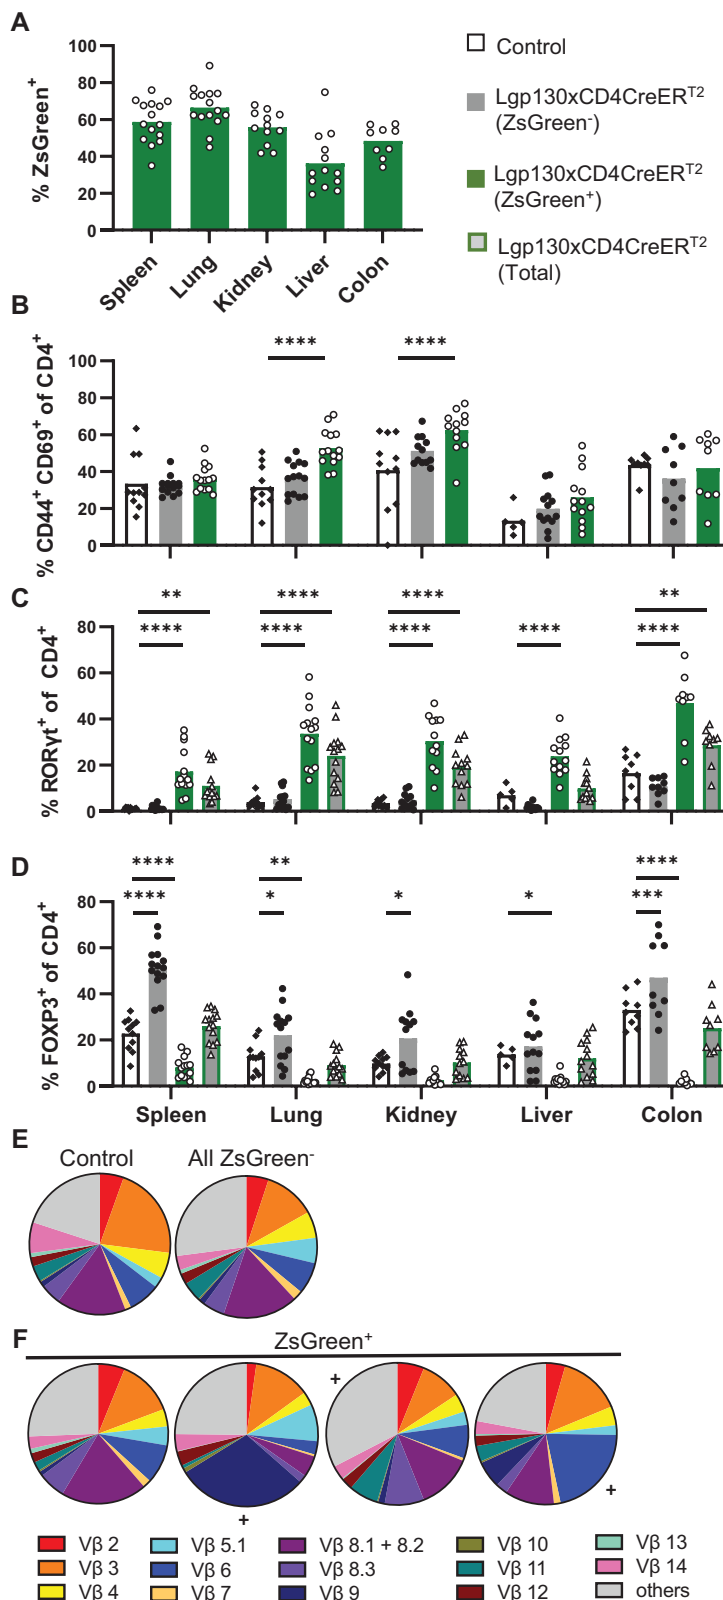 A
% ZsGreen⁺
100
80
60
40
20
0
Spleen
Lung
Kidney
Liver
Colon
Control
Lgp130xCD4CreERᵀ²
(ZsGreen⁻)
Lgp130xCD4CreERᵀ²
(ZsGreen⁺)
Lgp130xCD4CreERᵀ²
(Total)
B
% CD44⁺ CD69⁺ of CD4⁺
100
80
60
40
20
0
****
****
C
% RORγt⁺ of CD4⁺
80
60
40
20
0
**
****
****
****
****
****
****
**
****
D
% FOXP3⁺ of CD4⁺
80
60
40
20
0
****
****
**
*
*
*
****
***
Spleen Lung Kidney Liver Colon
E
Control All ZsGreen⁻
F
ZsGreen⁺
+
+
+
Vβ 2 Vβ 5.1 Vβ 8.1 + 8.2 Vβ 10 Vβ 13
Vβ 3 Vβ 6 Vβ 8.3 Vβ 11 Vβ 14
Vβ 4 Vβ 7 Vβ 9 Vβ 12 others